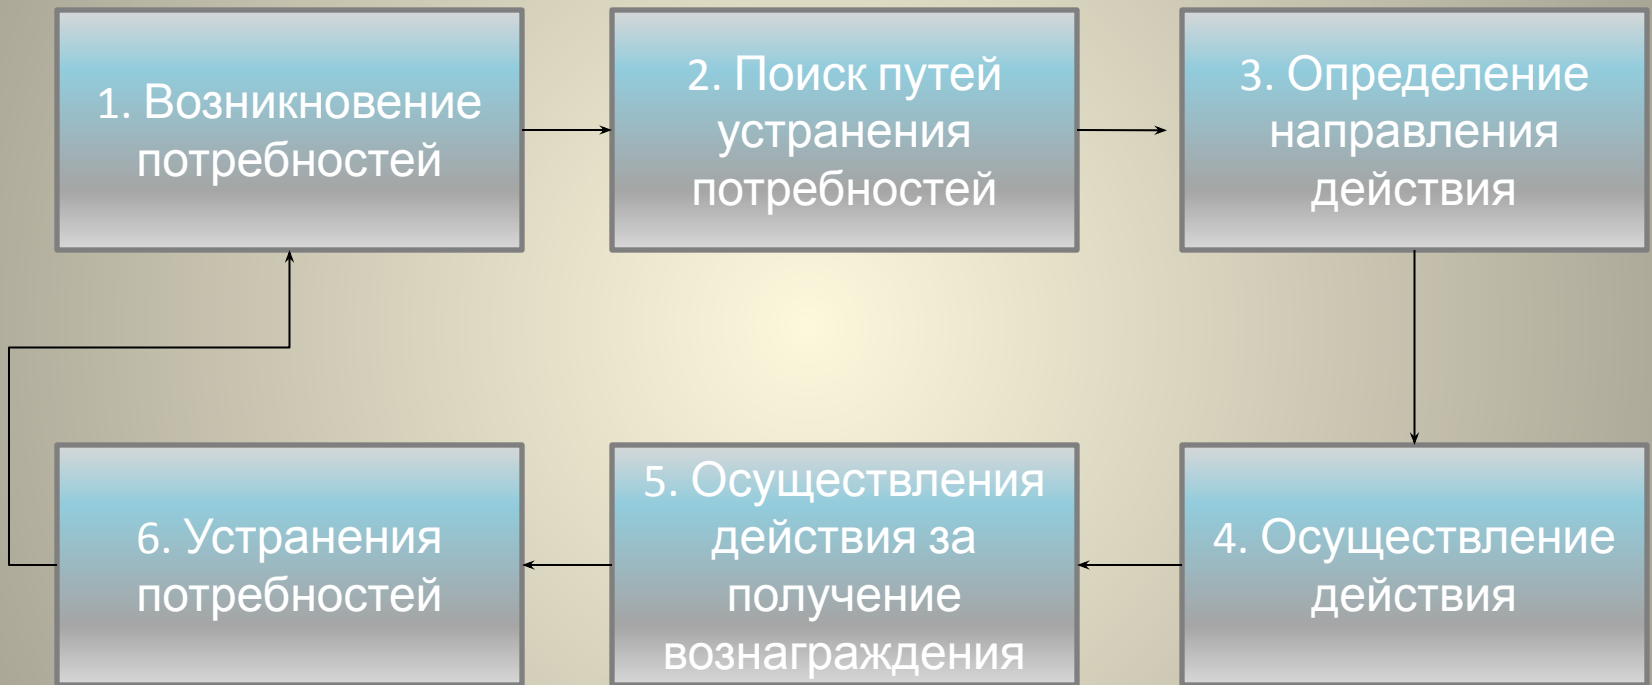 1. Возникновение
потребностей
2. Поиск путей
устранения
потребностей
3. Определение
направления
действия
6. Устранения
потребностей
5. Осуществления
действия за
получение
вознаграждения
4. Осуществление
действия